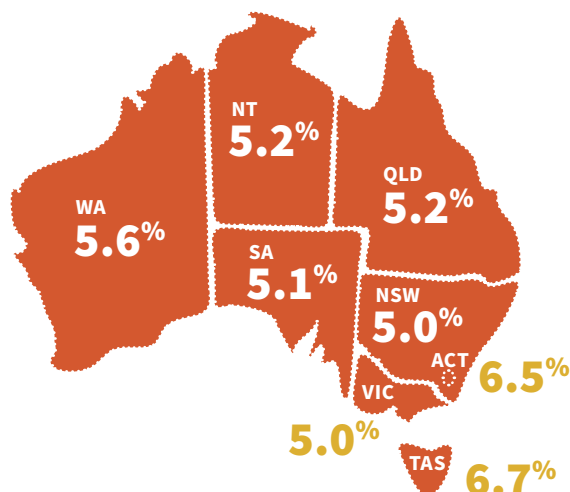 NT
5.2%
QLD
5.2%
WA
5.6%
SA
5.1%
NSW
5.0%
ACT
6.5%
VIC
5.0%
TAS
6.7%